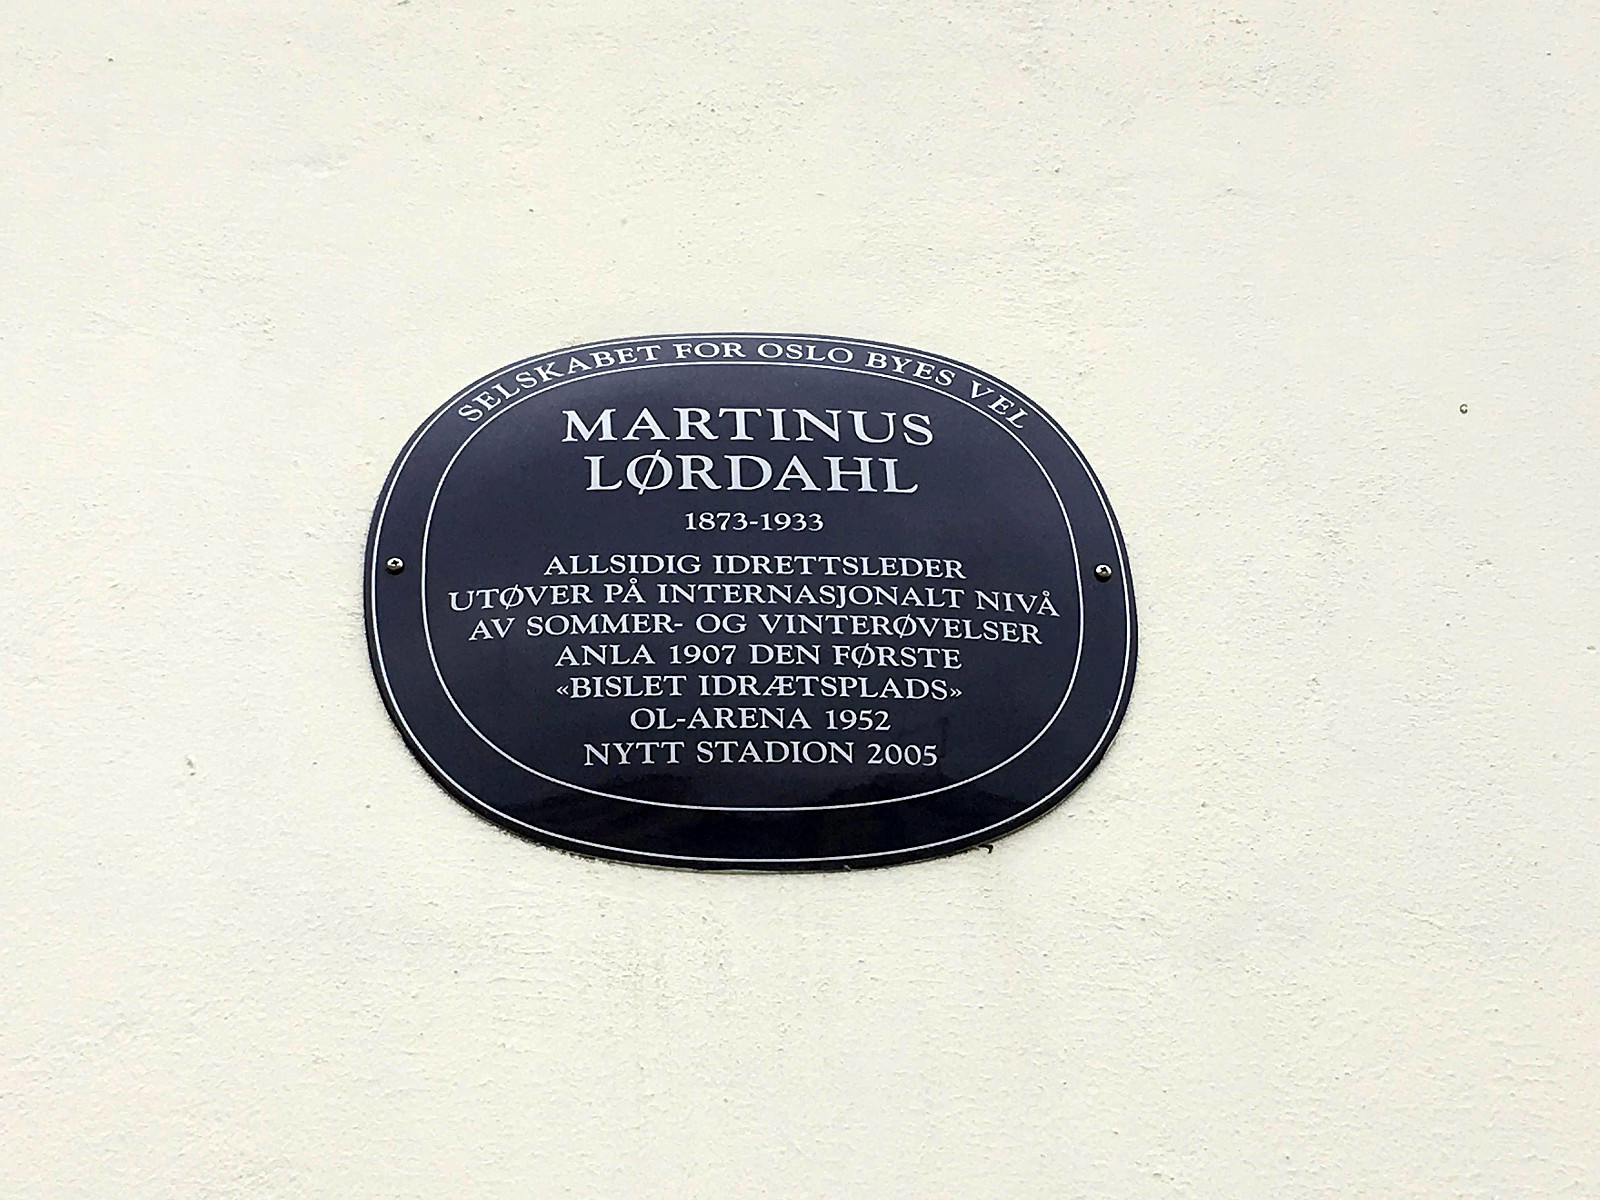 SELSKABET FOR OSLO BYES VEL
MARTINUS
LØRDAHL
1873-1933
ALLSIDIG IDRETTSLEDER
UTØVER PÅ INTERNASJONALT NIVÅ
AV SOMMER- OG VINTERØVELSER
ANLA 1907 DEN FØRSTE
«BISLET IDRÆTSPLADS»
OL-ARENA 1952
NYTT STADION 2005